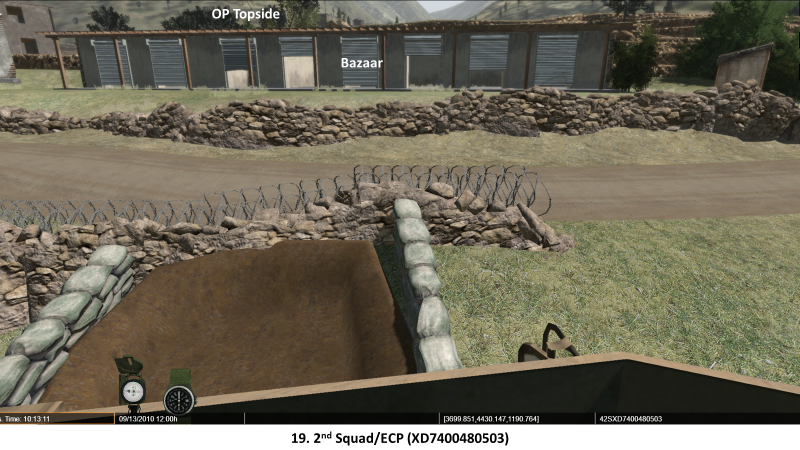 OP Topside
Bazaar
Time: 10:13:11
09/13/2010 12:00h
[3699.851,4430.147,1190.764]
42SXD7400480503
19. 2nd Squad/ECP (XD7400480503)